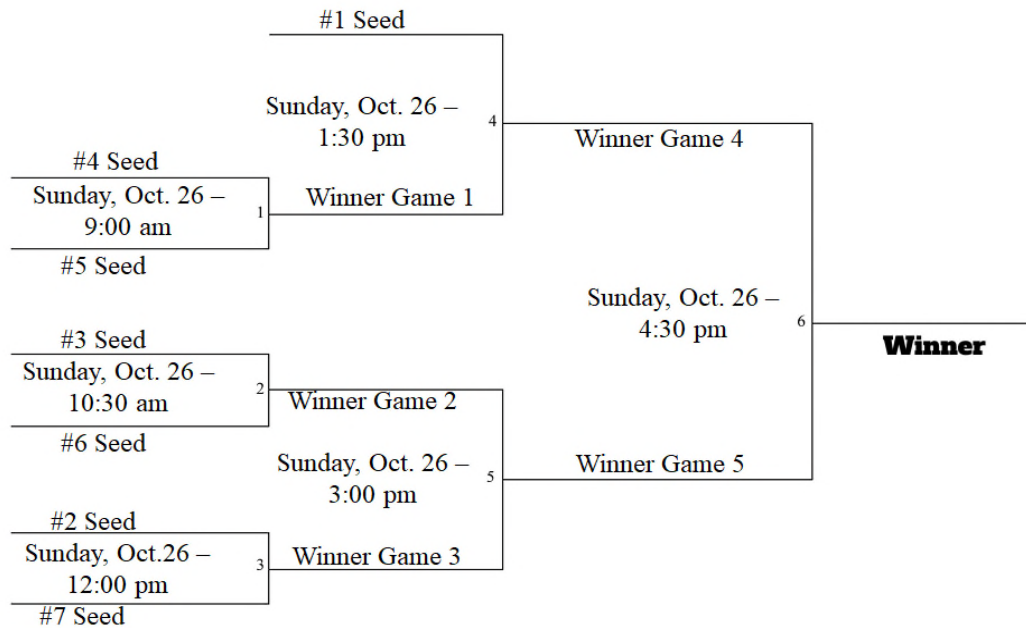 #1 Seed
Sunday, Oct. 26 –
1:30 pm
4
Winner Game 4
#4 Seed
Sunday, Oct. 26 –
9:00 am
1
Winner Game 1
#5 Seed
Sunday, Oct. 26 –
4:30 pm
6
Winner
#3 Seed
Sunday, Oct. 26 –
10:30 am
2
Winner Game 2
#6 Seed
Sunday, Oct. 26 –
3:00 pm
5
Winner Game 5
#2 Seed
Sunday, Oct.26 –
12:00 pm
3
Winner Game 3
#7 Seed